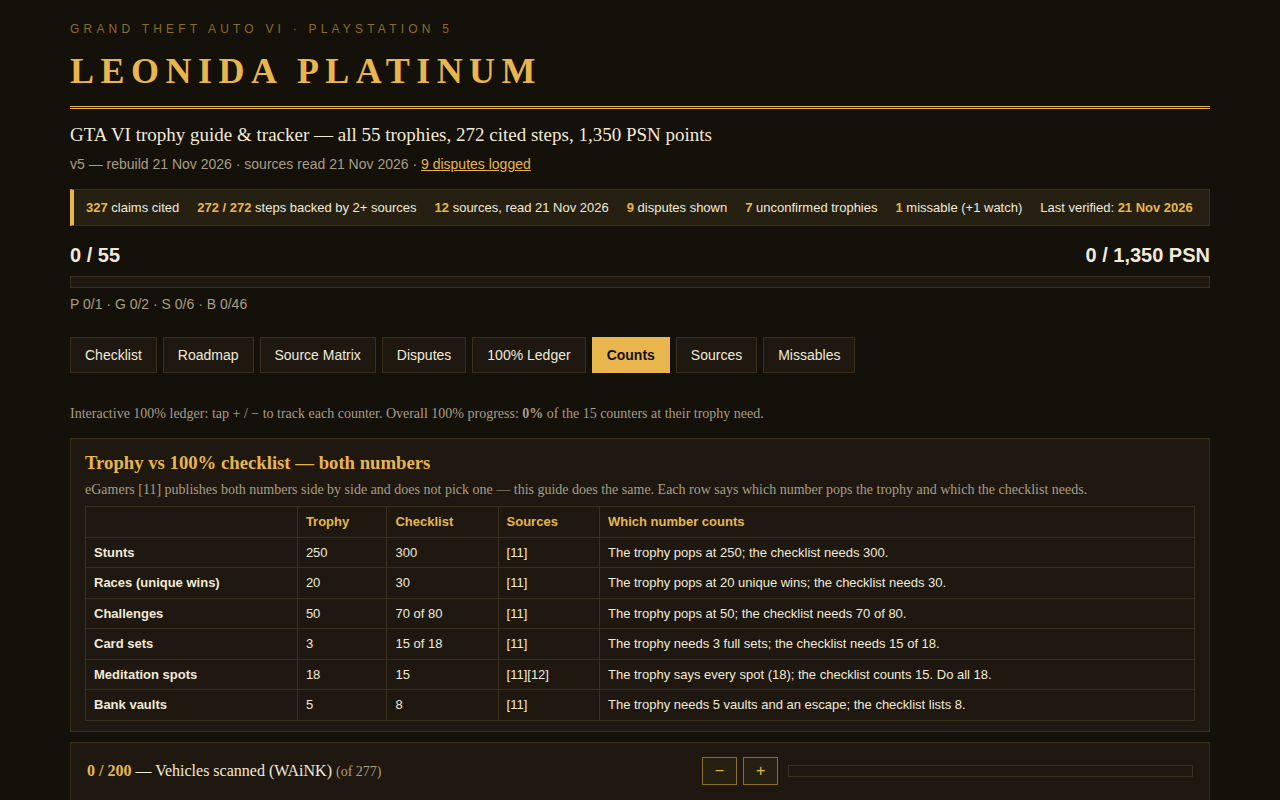 GRAND THEFT AUTO VI · PLAYSTATION 5
LEONIDA PLATINUM
GTA VI trophy guide & tracker — all 55 trophies, 272 cited steps, 1,350 PSN points
v5 — rebuild 21 Nov 2026 · sources read 21 Nov 2026 · 9 disputes logged
327 claims cited 272 / 272 steps backed by 2+ sources 12 sources, read 21 Nov 2026 9 disputes shown 7 unconfirmed trophies 1 missable (+1 watch) Last verified: 21 Nov 2026
0 / 55 0 / 1,350 PSN
P 0/1 · G 0/2 · S 0/6 · B 0/46
Checklist Roadmap Source Matrix Disputes 100% Ledger Counts Sources Missables
Interactive 100% ledger: tap + / − to track each counter. Overall 100% progress: 0% of the 15 counters at their trophy need.
Trophy vs 100% checklist — both numbers
eGamers [11] publishes both numbers side by side and does not pick one — this guide does the same. Each row says which number pops the trophy and which the checklist needs.
Trophy Checklist Sources Which number counts
Stunts 250 300 [11] The trophy pops at 250; the checklist needs 300.
Races (unique wins) 20 30 [11] The trophy pops at 20 unique wins; the checklist needs 30.
Challenges 50 70 of 80 [11] The trophy pops at 50; the checklist needs 70 of 80.
Card sets 3 15 of 18 [11] The trophy needs 3 full sets; the checklist needs 15 of 18.
Meditation spots 18 15 [11][12] The trophy says every spot (18); the checklist counts 15. Do all 18.
Bank vaults 5 8 [11] The trophy needs 5 vaults and an escape; the checklist lists 8.
0 / 200 — Vehicles scanned (WAiNK) (of 277) − +